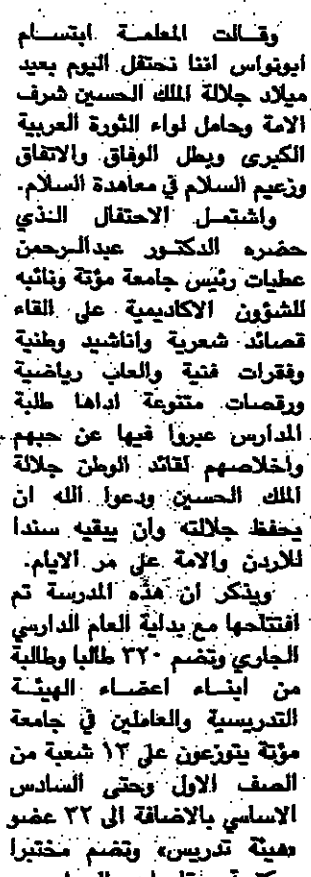 وقالت المعلمة ابتسام
ابونواس اننا نحتفل اليوم بعيد
ميلاد جلالة الملك الحسين شرف
الامة وحامل لواء الثورة العربية
الكبرى وبطل الوفاق والاتفاق
وزعيم السلام في معاهدة السلام.
واشتمل الاحتفال الذي
حضره الدكتور عبدالرحمن
عطيات رئيس جامعة مؤتة ونائبه
للشؤون الاكاديمية على القاء
قصائد شعرية واناشيد وطنية
وفقرات فنية والعاب رياضية
ورقصات متنوعة اداها طلبة
المدارس عبروا فيها عن حبهم
واخلاصهم لقائد الوطن جلالة
الملك الحسين ودعوا الله ان
يحفظ جلالته وان يبقيه سندا
للاردن والامة على مر الايام.
ويذكر ان هذه المدرسة تم
افتتاحها مع بداية العام الدارسي
الجاري وتضم ٣٢٠ طالبا وطالبة
من ابناء اعضاء الهيئة
التدريسية والعاملين في جامعة
مؤتة يتوزعون على ١٣ شعبة من
الصف الاول وحتى السادس
الاساسي بالاضافة الى ٣٢ عضو
«هيئة تدريس» وتضم مختبرا